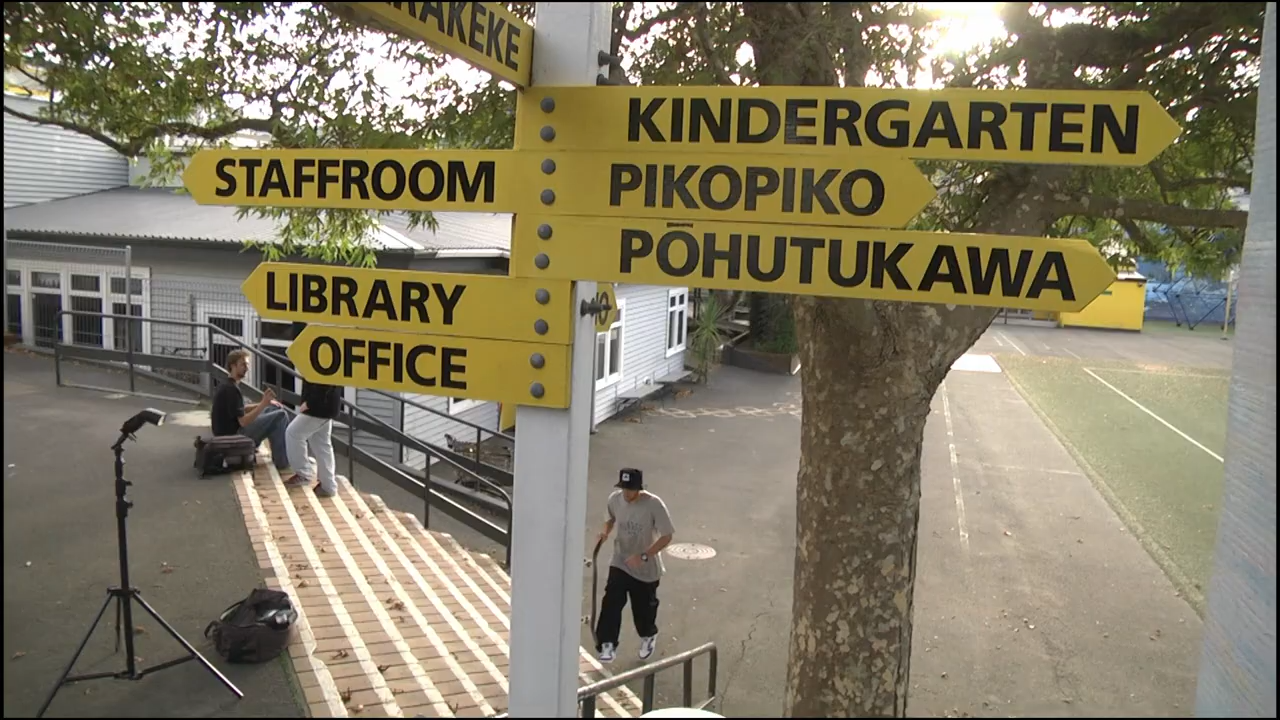 KINDERGARTEN
STAFFROOM
PIKOPIKO
PŌHUTUKAWA
LIBRARY
OFFICE